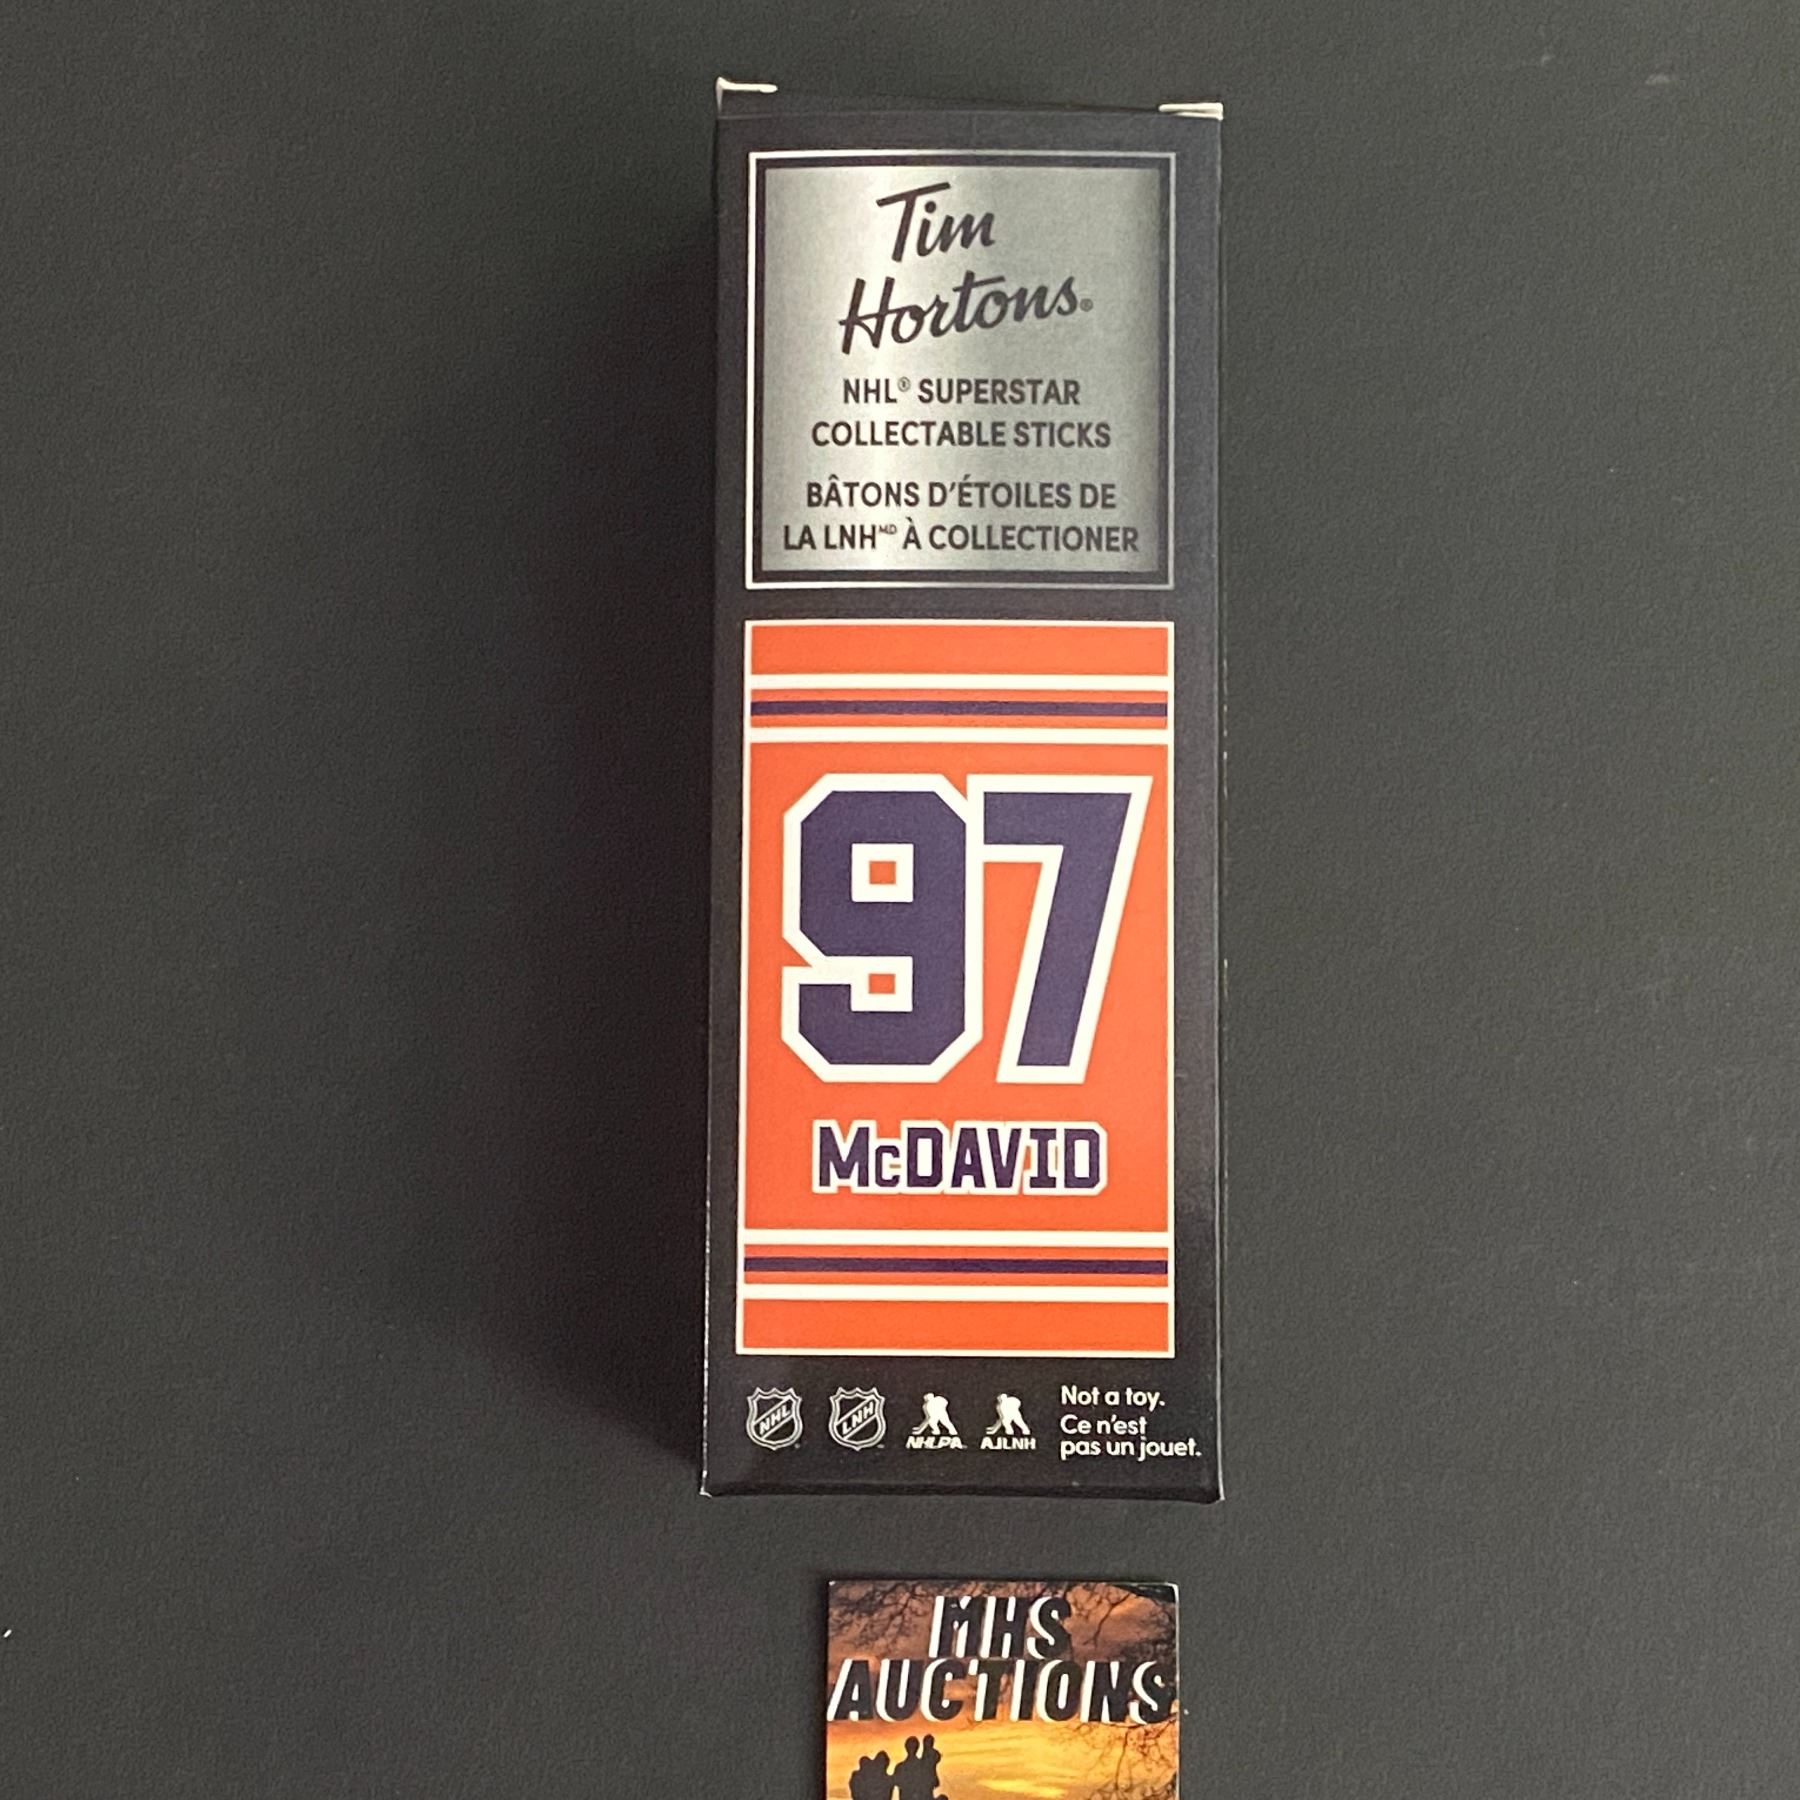 Tim
Hortons®
NHL® SUPERSTAR
COLLECTABLE STICKS
BÂTONS D'ÉTOILES DE
LA LNHᴹᴰ À COLLECTIONER
97
McDAVID
NHL LNH NHLPA AJLNH
Not a toy.
Ce n'est
pas un jouet.
MHS
AUCTIONS